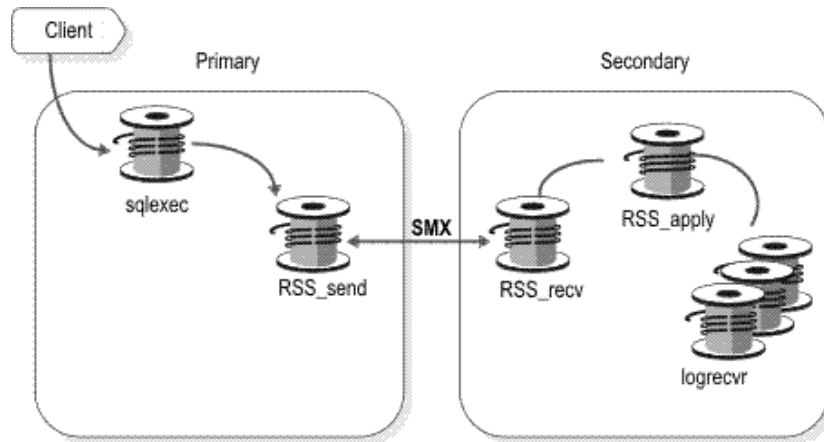 Client
Primary
Secondary
sqlexec
RSS_send
SMX
RSS_recv
RSS_apply
logrecvr